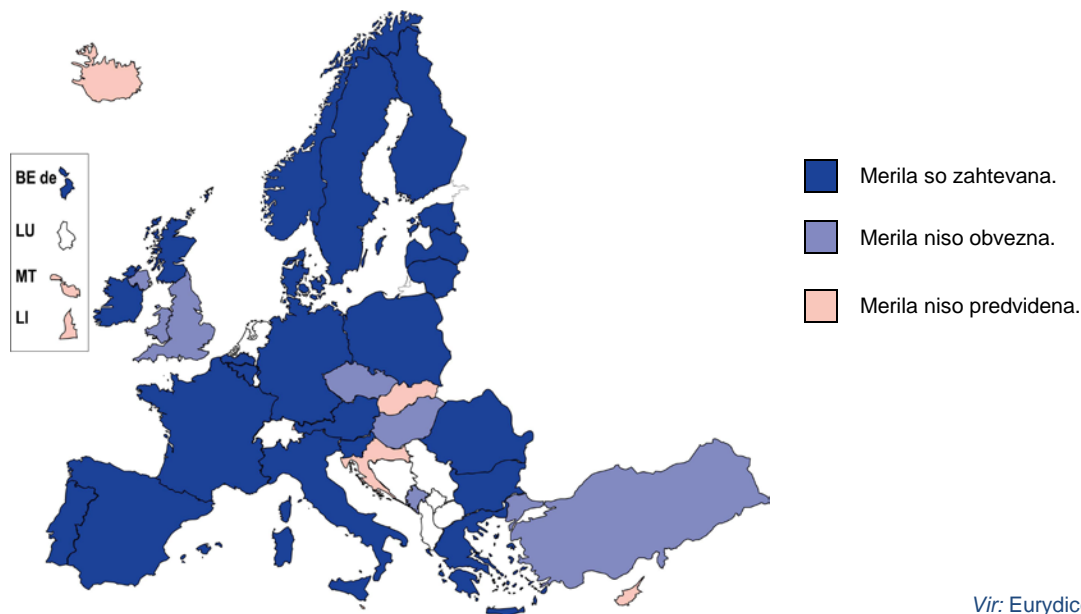 BE de
LU
MT
LI
Merila so zahtevana.
Merila niso obvezna.
Merila niso predvidena.
Vir: Eurydic